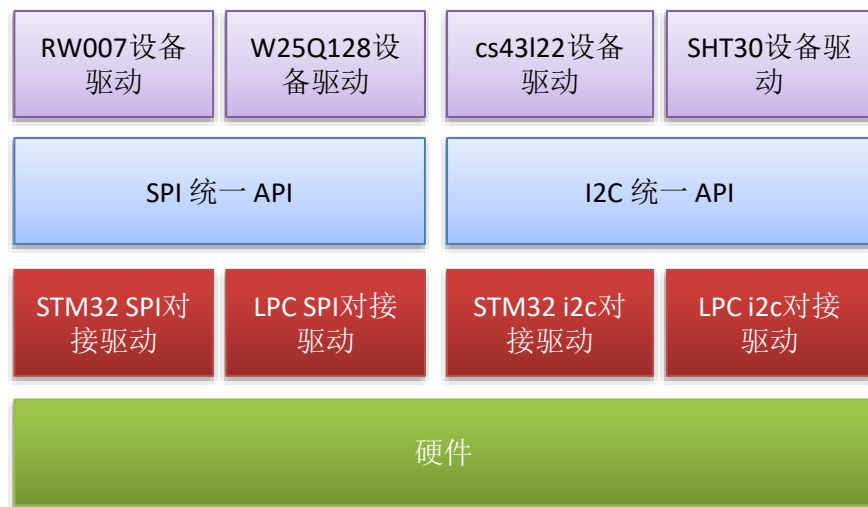 RW007设备
驱动
W25Q128设
备驱动
cs43l22设备
驱动
SHT30设备驱
动
SPI 统一 API
I2C 统一 API
STM32 SPI对
接驱动
LPC SPI对接
驱动
STM32 i2c对
接驱动
LPC i2c对接
驱动
硬件